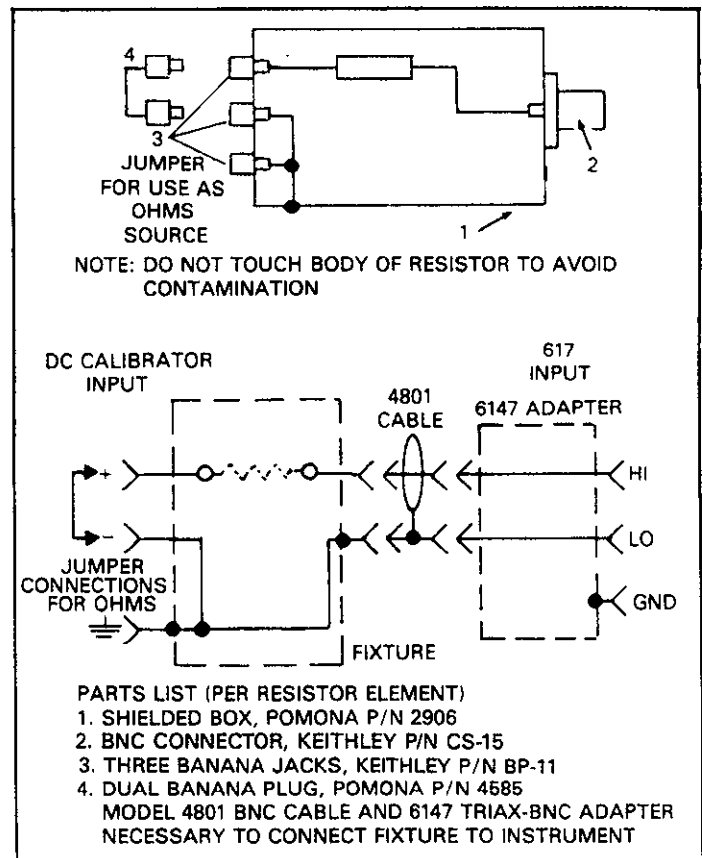 4
3
JUMPER
FOR USE AS
OHMS
SOURCE
2
1
NOTE: DO NOT TOUCH BODY OF RESISTOR TO AVOID
CONTAMINATION
DC CALIBRATOR
INPUT
4801
CABLE
617
INPUT
6147 ADAPTER
+
HI
-
LO
JUMPER
CONNECTIONS
FOR OHMS
GND
FIXTURE
PARTS LIST (PER RESISTOR ELEMENT)
1. SHIELDED BOX, POMONA P/N 2906
2. BNC CONNECTOR, KEITHLEY P/N CS-15
3. THREE BANANA JACKS, KEITHLEY P/N BP-11
4. DUAL BANANA PLUG, POMONA P/N 4585
MODEL 4801 BNC CABLE AND 6147 TRIAX-BNC ADAPTER
NECESSARY TO CONNECT FIXTURE TO INSTRUMENT